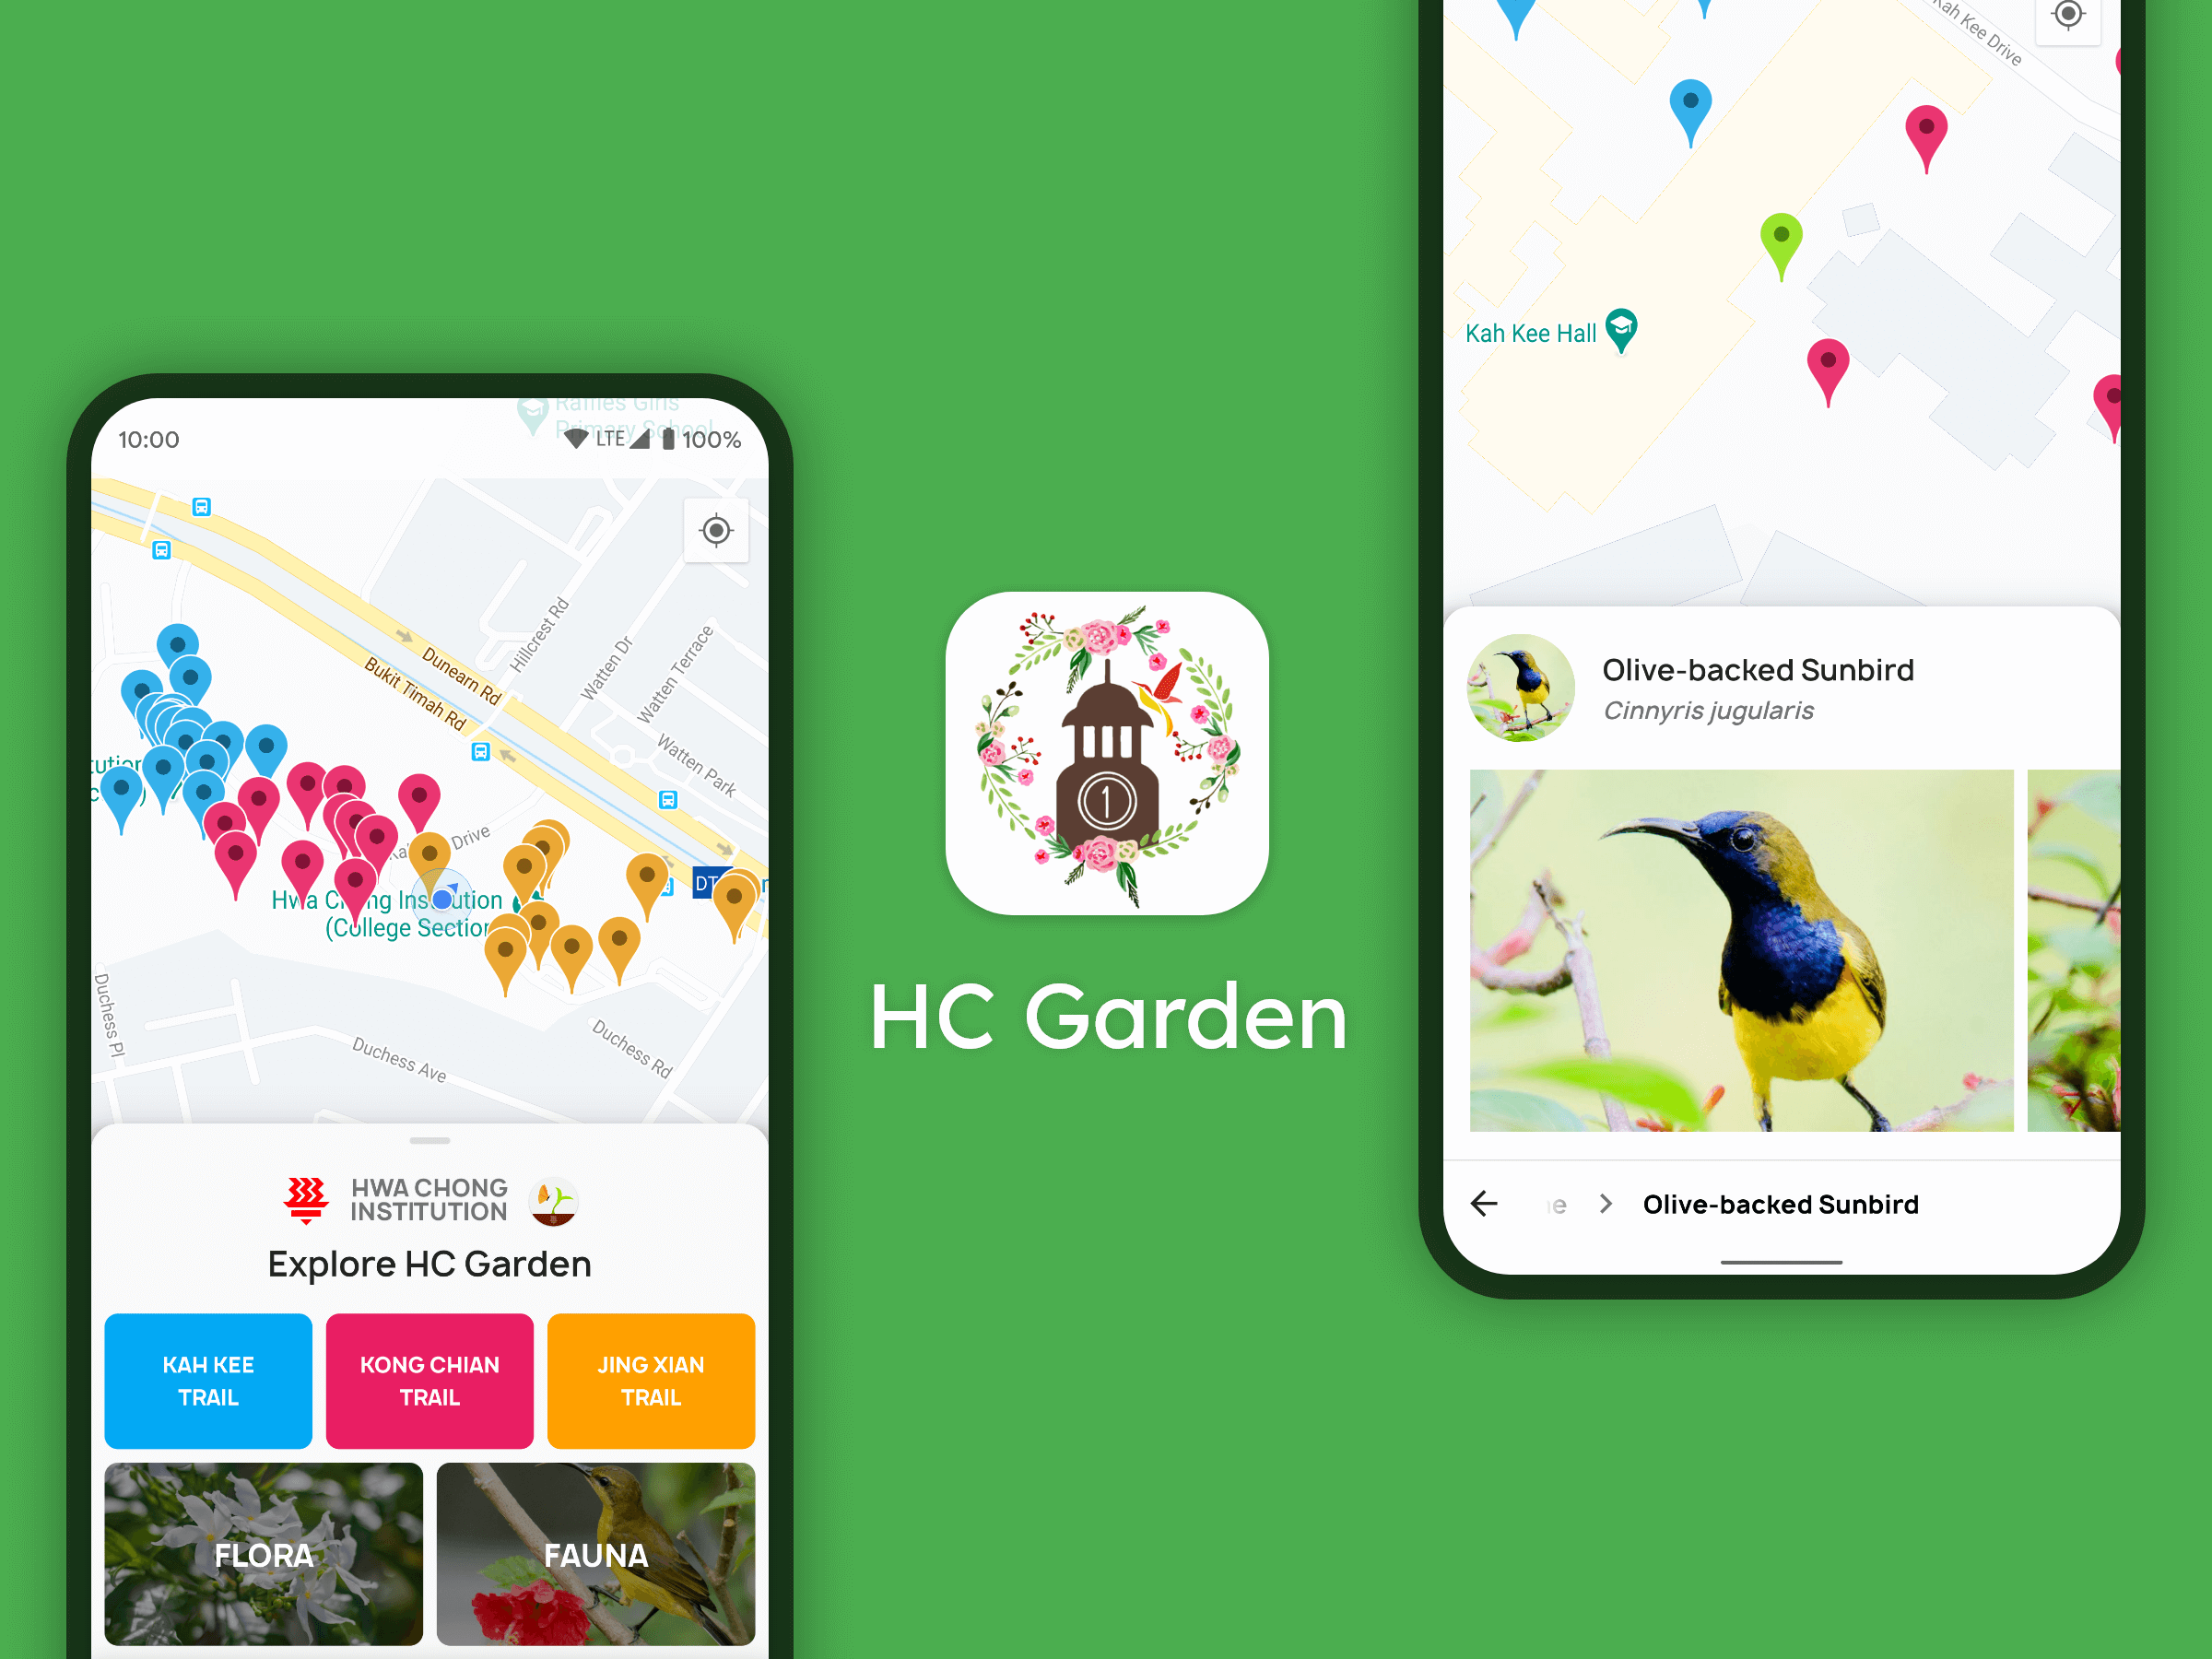 Raffles Girls
Primary School
10:00
LTE
100%
Hillcrest Rd
Dunearn Rd
Bukit Timah Rd
Watten Dr
Watten Terrace
Watten Park
Drive
DT
Hwa Chong Institution
(College Section
Duchess Pl
Duchess Ave
Duchess Rd
HWA CHONG
INSTITUTION
Explore HC Garden
KAH KEE
TRAIL
KONG CHIAN
TRAIL
JING XIAN
TRAIL
FLORA
FAUNA
1
HC Garden
Kah Kee Drive
Kah Kee Hall
Olive-backed Sunbird
Cinnyris jugularis
Olive-backed Sunbird